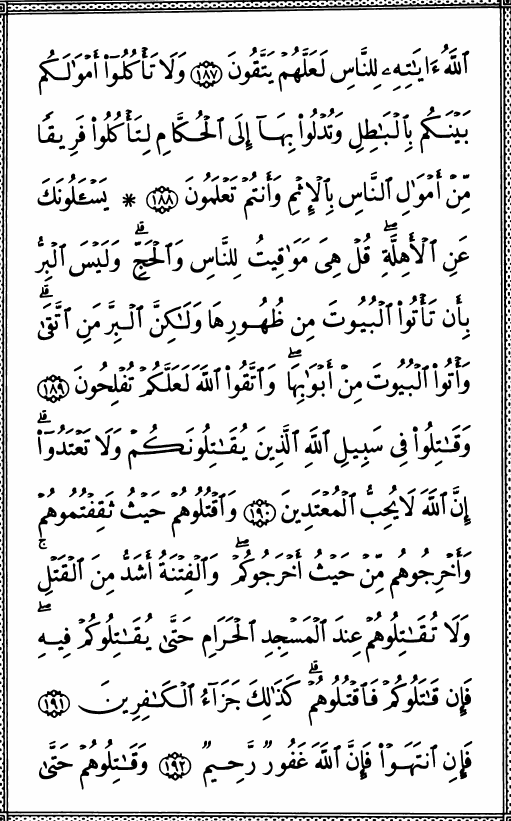 ٱللَّهُ ءَايَٰتِهِۦ لِلنَّاسِ لَعَلَّهُمْ يَتَّقُونَ ١٨٧ وَلَا تَأْكُلُوٓا۟ أَمْوَٰلَكُم
بَيْنَكُم بِٱلْبَٰطِلِ وَتُدْلُوا۟ بِهَآ إِلَى ٱلْحُكَّامِ لِتَأْكُلُوا۟ فَرِيقًا
مِّنْ أَمْوَٰلِ ٱلنَّاسِ بِٱلْإِثْمِ وَأَنتُمْ تَعْلَمُونَ ١٨٨ * يَسْـَٔلُونَكَ
عَنِ ٱلْأَهِلَّةِ ۖ قُلْ هِىَ مَوَٰقِيتُ لِلنَّاسِ وَٱلْحَجِّ ۗ وَلَيْسَ ٱلْبِرُّ
بِأَن تَأْتُوا۟ ٱلْبُيُوتَ مِن ظُهُورِهَا وَلَٰكِنَّ ٱلْبِرَّ مَنِ ٱتَّقَىٰ ۗ
وَأْتُوا۟ ٱلْبُيُوتَ مِنْ أَبْوَٰبِهَا ۖ وَٱتَّقُوا۟ ٱللَّهَ لَعَلَّكُمْ تُفْلِحُونَ ١٨٩
وَقَٰتِلُوا۟ فِى سَبِيلِ ٱللَّهِ ٱلَّذِينَ يُقَٰتِلُونَكُمْ وَلَا تَعْتَدُوٓا۟ ۗ
إِنَّ ٱللَّهَ لَا يُحِبُّ ٱلْمُعْتَدِينَ ١٩٠ وَٱقْتُلُوهُمْ حَيْثُ ثَقِفْتُمُوهُمْ
وَأَخْرِجُوهُم مِّنْ حَيْثُ أَخْرَجُوكُمْ ۖ وَٱلْفِتْنَةُ أَشَدُّ مِنَ ٱلْقَتْلِ ۚ
وَلَا تُقَٰتِلُوهُمْ عِندَ ٱلْمَسْجِدِ ٱلْحَرَامِ حَتَّىٰ يُقَٰتِلُوكُمْ فِيهِ ۖ
فَإِن قَٰتَلُوكُمْ فَٱقْتُلُوهُمْ ۗ كَذَٰلِكَ جَزَآءُ ٱلْكَٰفِرِينَ ١٩١
فَإِنِ ٱنتَهَوْا۟ فَإِنَّ ٱللَّهَ غَفُورٌ رَّحِيمٌ ١٩٢ وَقَٰتِلُوهُمْ حَتَّىٰ